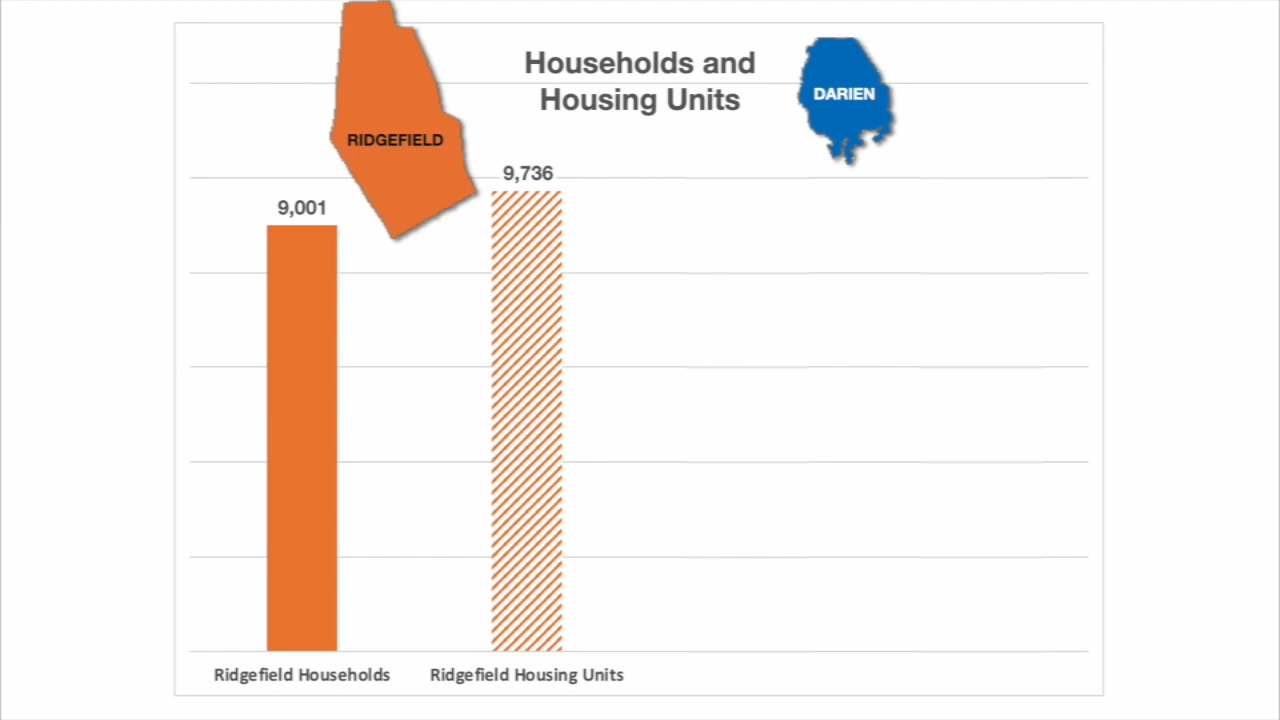 Households and
Housing Units
DARIEN
RIDGEFIELD
9,736
9,001
Ridgefield Households
Ridgefield Housing Units